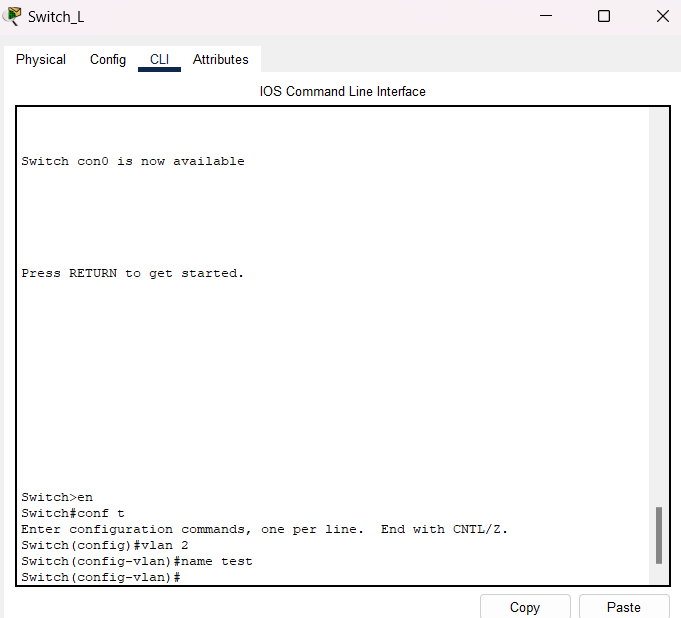 Switch_L
Physical Config CLI Attributes
IOS Command Line Interface
Switch con0 is now available
Press RETURN to get started.
Switch>en
Switch#conf t
Enter configuration commands, one per line.  End with CNTL/Z.
Switch(config)#vlan 2
Switch(config-vlan)#name test
Switch(config-vlan)#
Copy Paste